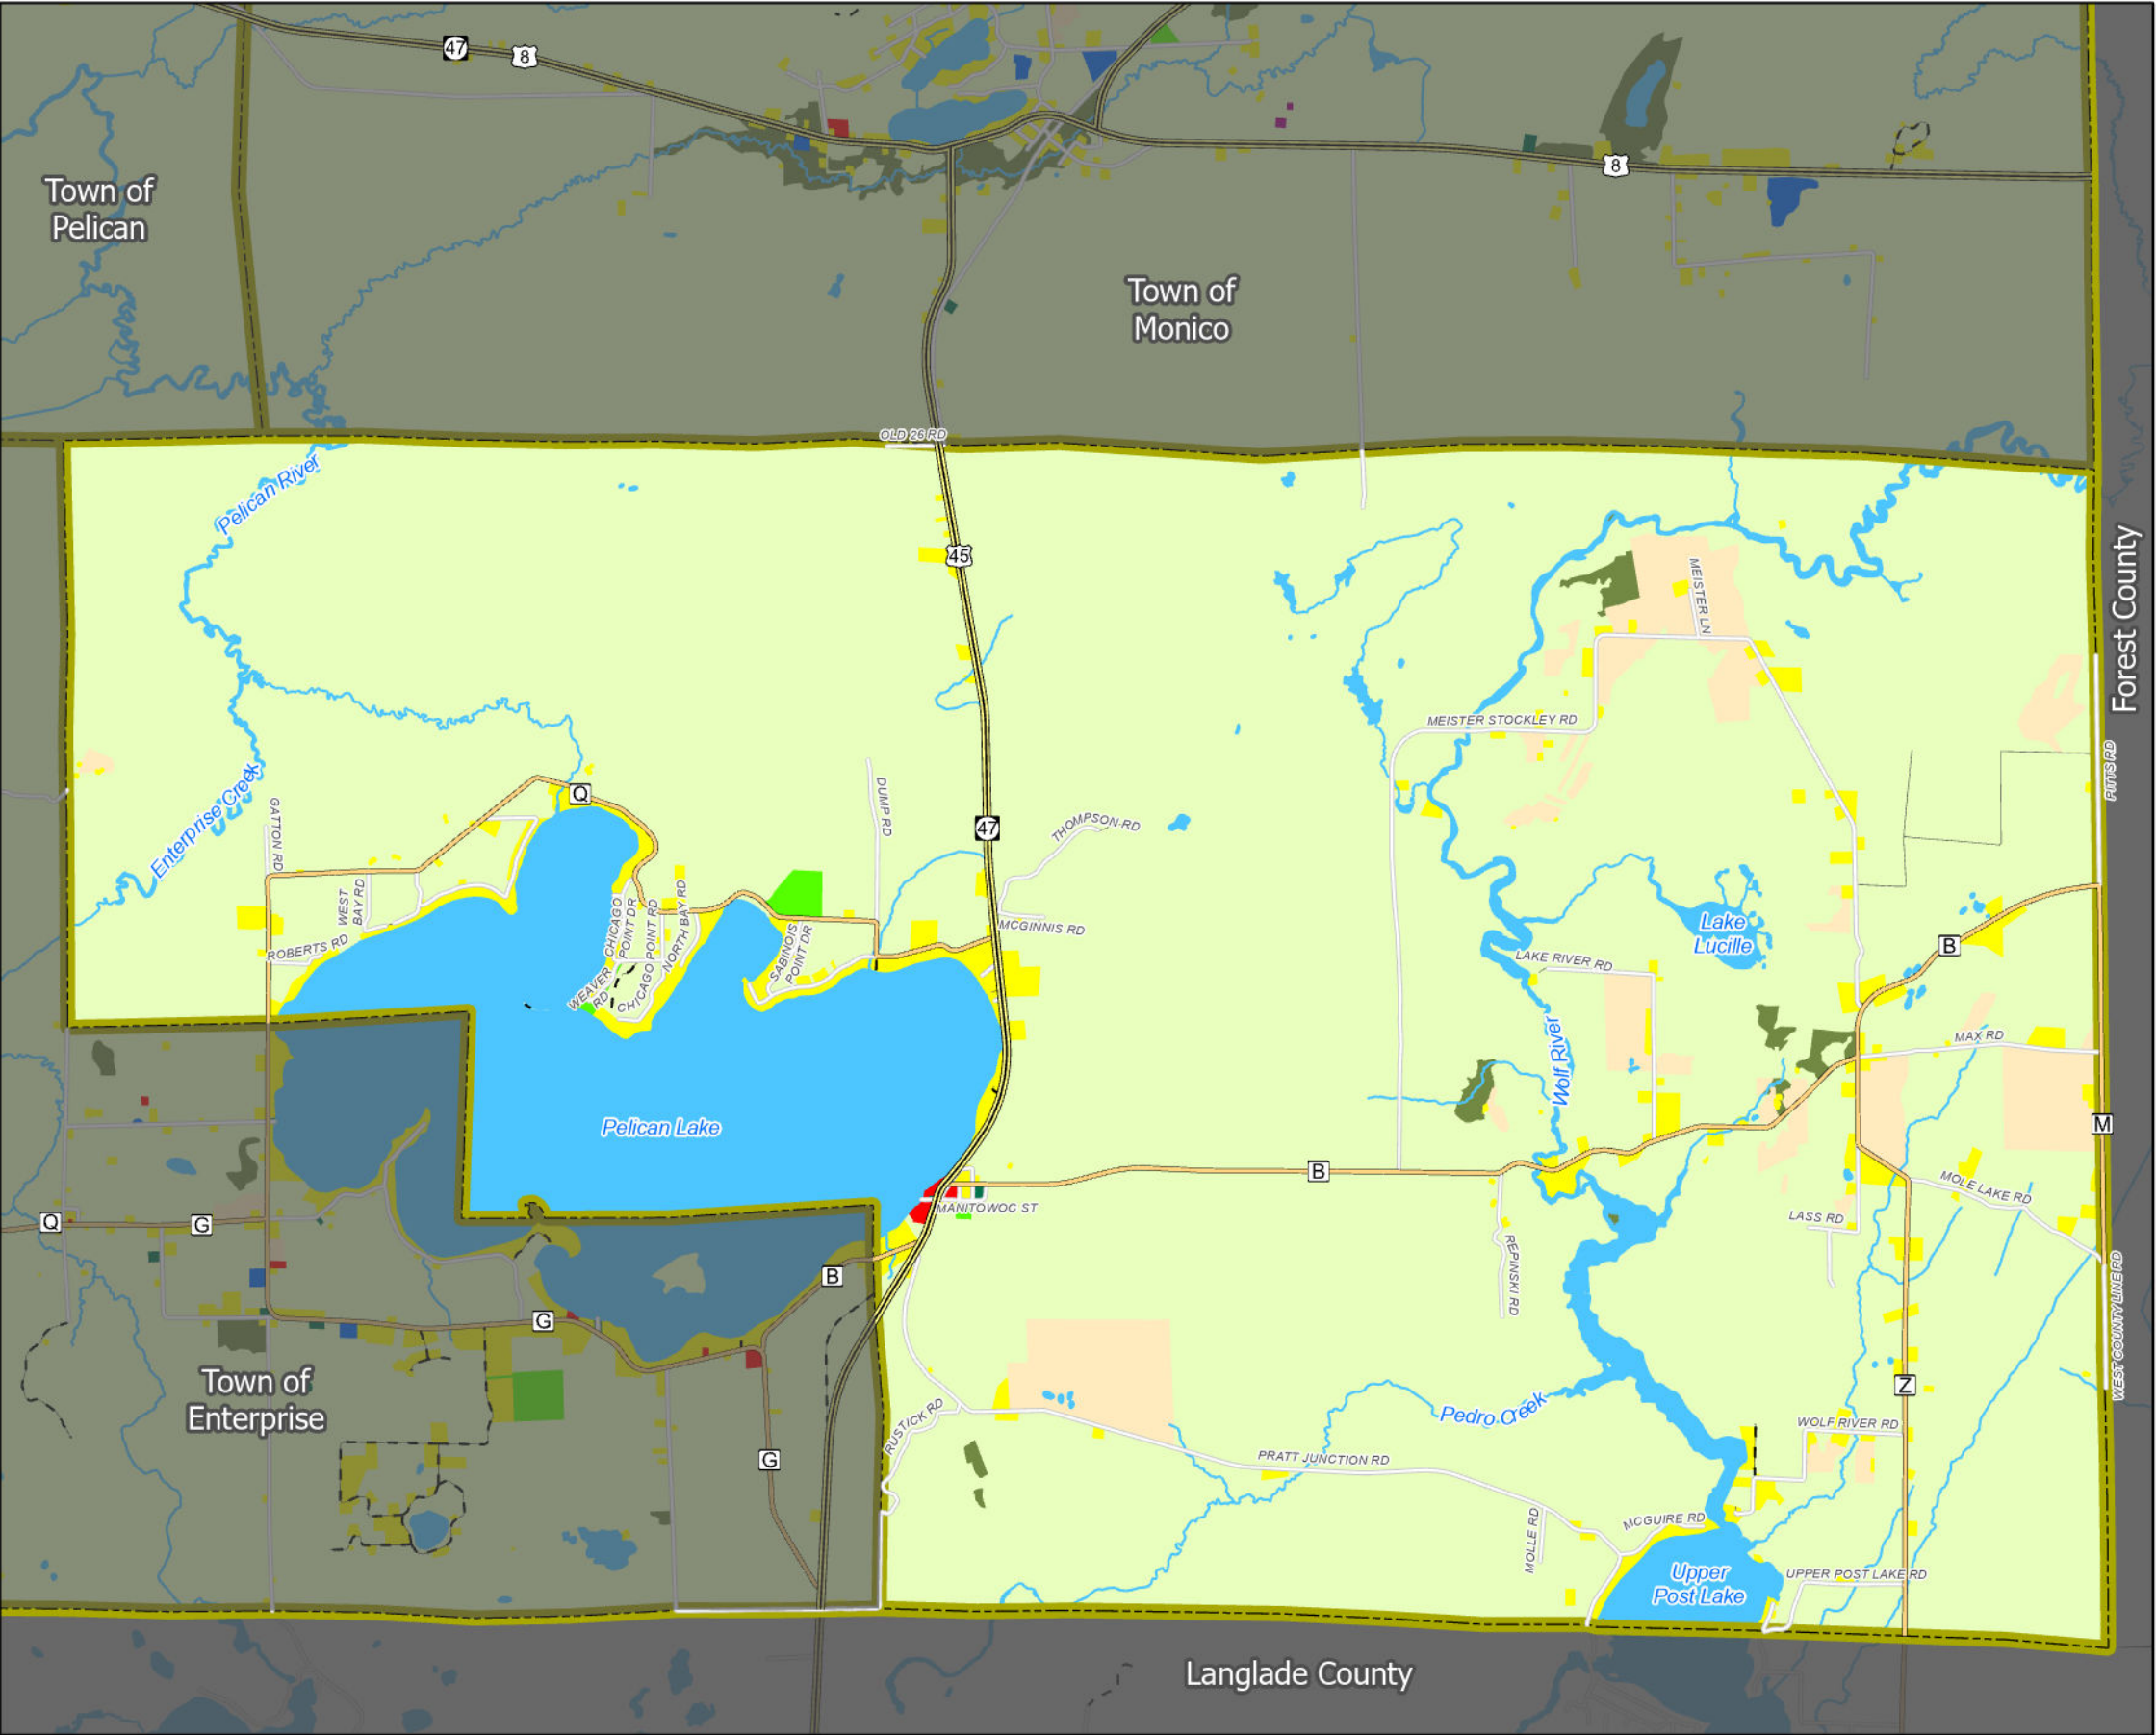 47
8
8
Town of
Pelican
Town of
Monico
OLD 26 RD
Pelican River
45
MEISTER LN
Forest County
MEISTER STOCKLEY RD
PITTS RD
Enterprise Creek
Q
GATTON RD
DUMP RD
47
THOMPSON RD
WEST
BAY RD
CHICAGO
POINT DR
CHICAGO POINT RD
NORTH BAY RD
ROBERTS RD
WEAVER
RD
SABINOIS
POINT DR
MCGINNIS RD
Lake
Lucille
B
LAKE RIVER RD
Wolf River
MAX RD
Pelican Lake
M
B
MANITOWOC ST
MOLE LAKE RD
LASS RD
Q
G
REPINSKI RD
B
G
WEST COUNTY LINE RD
Town of
Enterprise
Z
RUSTICK RD
Pedro Creek
WOLF RIVER RD
G
PRATT JUNCTION RD
MOLLE RD
MCGUIRE RD
Upper
Post Lake
UPPER POST LAKE RD
Langlade County